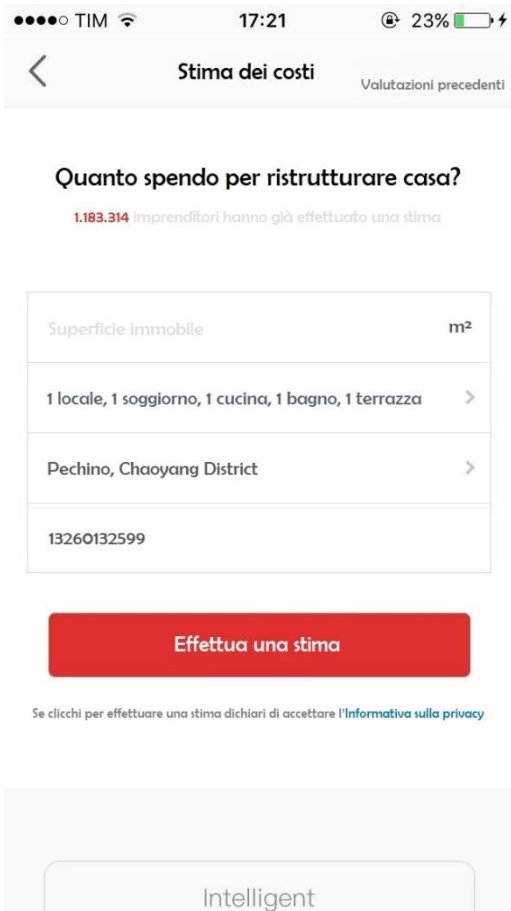 TIM 17:21 23%
Stima dei costi
Valutazioni precedenti
Quanto spendo per ristrutturare casa?
1.183.314 imprenditori hanno già effettuato una stima
Superficie immobile m²
1 locale, 1 soggiorno, 1 cucina, 1 bagno, 1 terrazza
Pechino, Chaoyang District
13260132599
Effettua una stima
Se clicchi per effettuare una stima dichiari di accettare l'Informativa sulla privacy
Intelligent